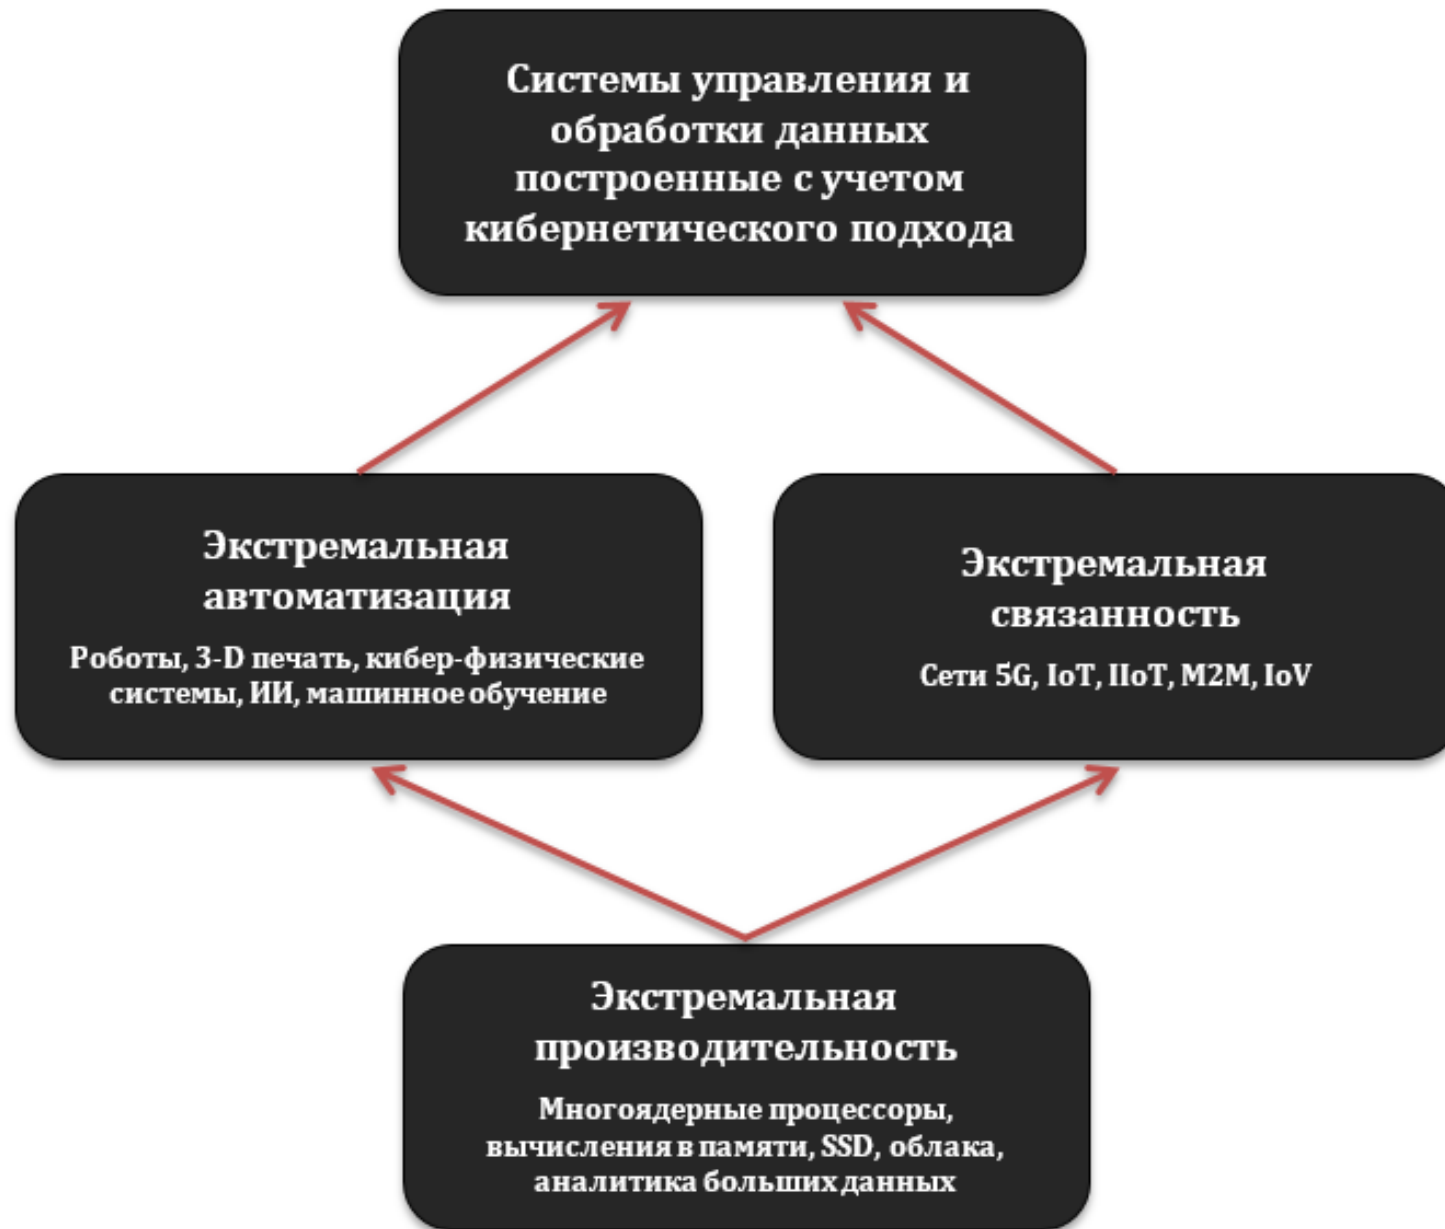 Системы управления и
обработки данных
построенные с учетом
кибернетического подхода
Экстремальная
автоматизация
Роботы, 3-D печать, кибер-физические
системы, ИИ, машинное обучение
Экстремальная
связанность
Сети 5G, IoT, IIoT, M2M, IoV
Экстремальная
производительность
Многоядерные процессоры,
вычисления в памяти, SSD, облака,
аналитика больших данных